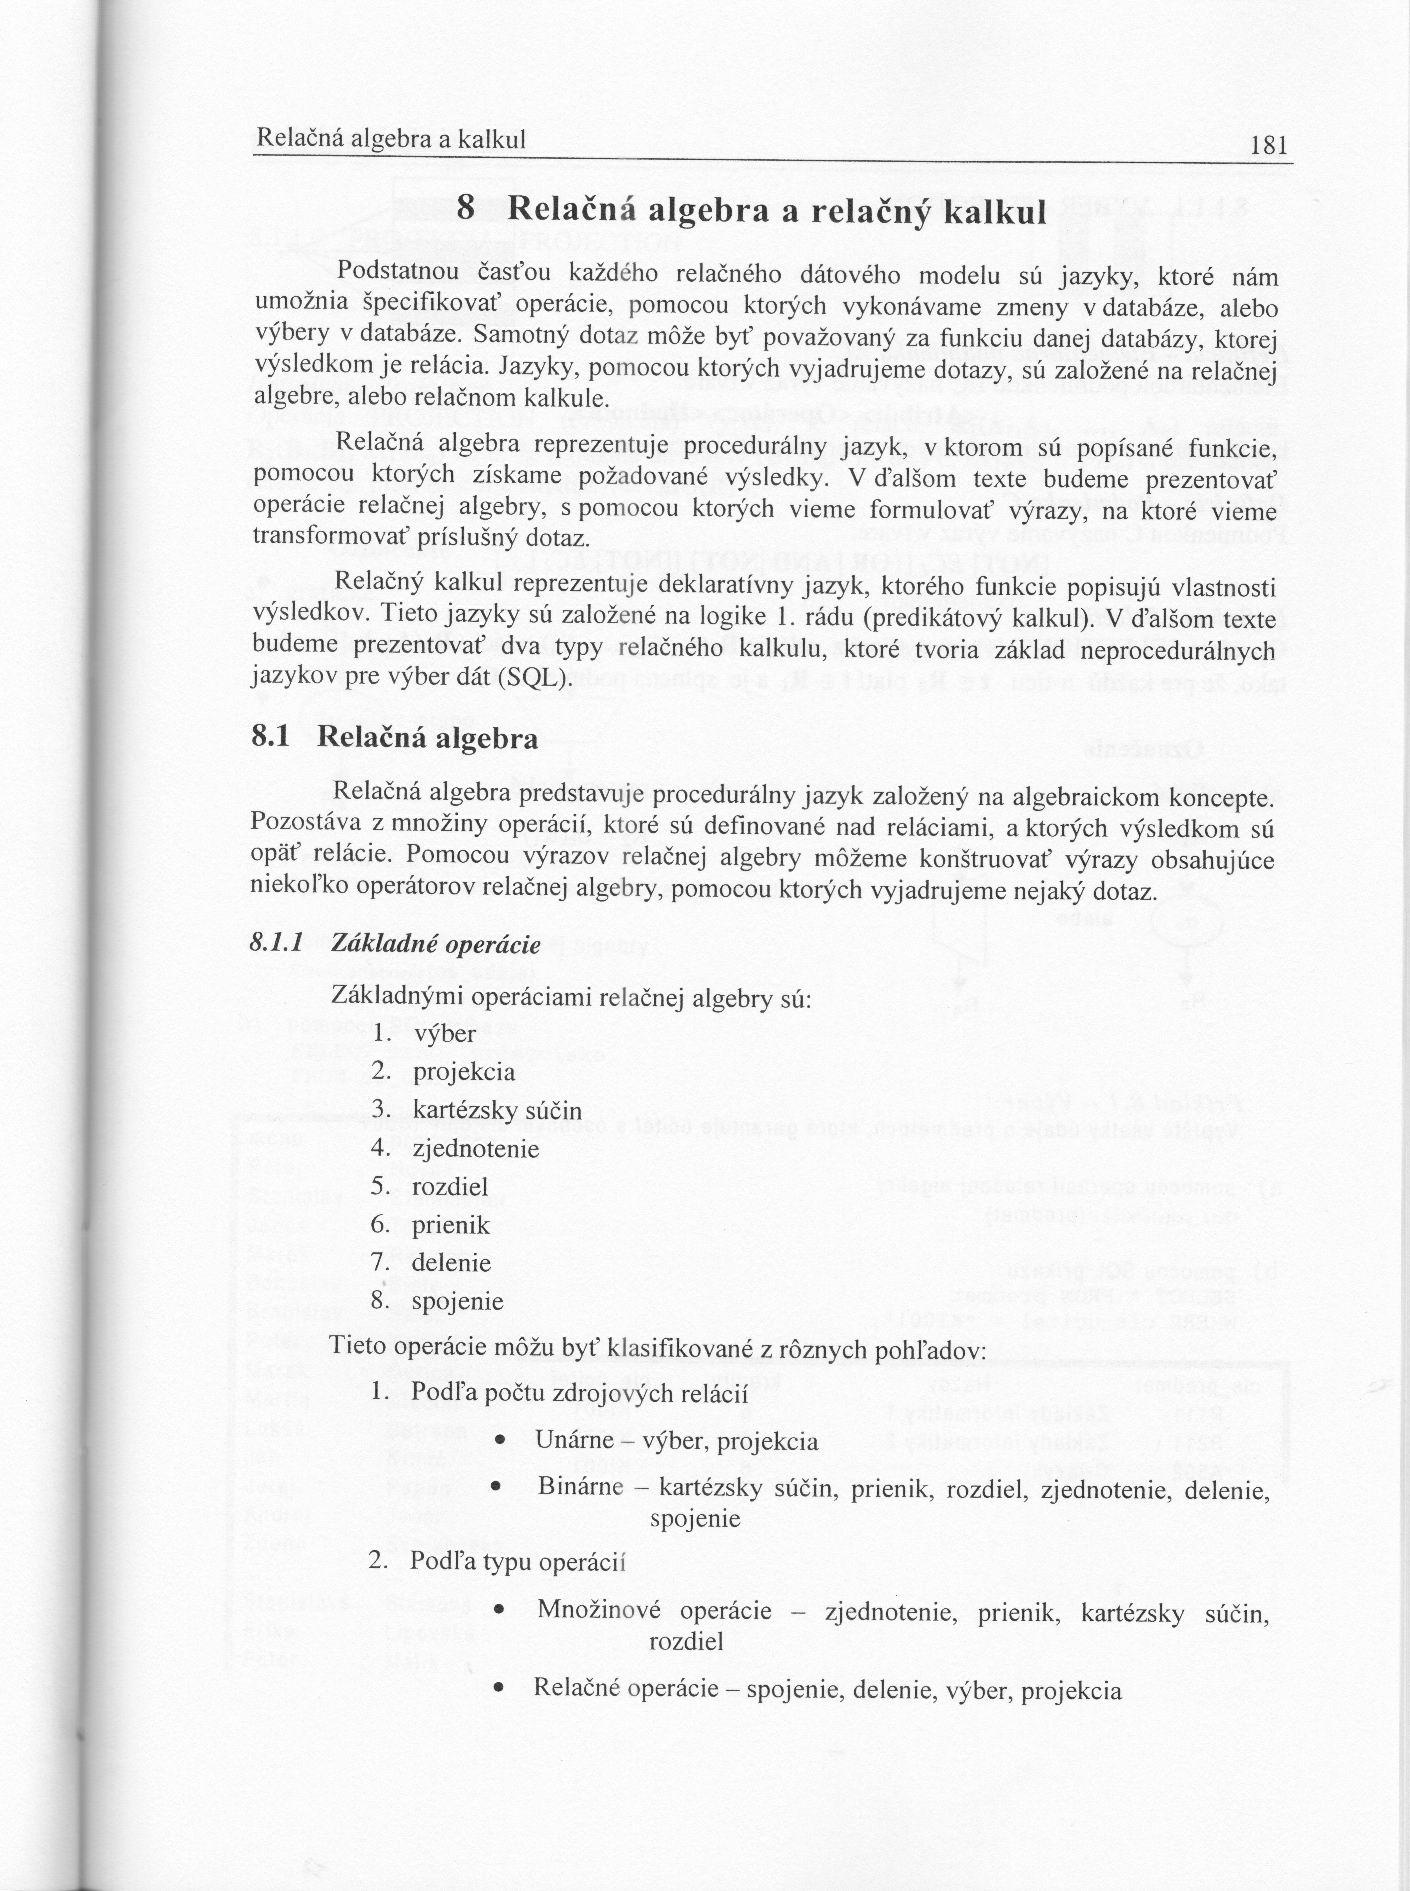 Relačná algebra a kalkul 181
8 Relačná algebra a relačný kalkul
Podstatnou časťou každého relačného dátového modelu sú jazyky, ktoré nám
umožnia špecifikovať operácie, pomocou ktorých vykonávame zmeny v databáze, alebo
výbery v databáze. Samotný dotaz môže byť považovaný za funkciu danej databázy, ktorej
výsledkom je relácia. Jazyky, pomocou ktorých vyjadrujeme dotazy, sú založené na relačnej
algebre, alebo relačnom kalkule.
Relačná algebra reprezentuje procedurálny jazyk, v ktorom sú popísané funkcie,
pomocou ktorých získame požadované výsledky. V ďalšom texte budeme prezentovať
operácie relačnej algebry, s pomocou ktorých vieme formulovať výrazy, na ktoré vieme
transformovať príslušný dotaz.
Relačný kalkul reprezentuje deklaratívny jazyk, ktorého funkcie popisujú vlastnosti
výsledkov. Tieto jazyky sú založené na logike 1. rádu (predikátový kalkul). V ďalšom texte
budeme prezentovať dva typy relačného kalkulu, ktoré tvoria základ neprocedurálnych
jazykov pre výber dát (SQL).
8.1 Relačná algebra
Relačná algebra predstavuje procedurálny jazyk založený na algebraickom koncepte.
Pozostáva z množiny operácií, ktoré sú definované nad reláciami, a ktorých výsledkom sú
opäť relácie. Pomocou výrazov relačnej algebry môžeme konštruovať výrazy obsahujúce
niekoľko operátorov relačnej algebry, pomocou ktorých vyjadrujeme nejaký dotaz.
8.1.1 Základné operácie
Základnými operáciami relačnej algebry sú:
1. výber
2. projekcia
3. kartézsky súčin
4. zjednotenie
5. rozdiel
6. prienik
7. delenie
8. spojenie
Tieto operácie môžu byť klasifikované z rôznych pohľadov:
1. Podľa počtu zdrojových relácií
• Unárne – výber, projekcia
• Binárne – kartézsky súčin, prienik, rozdiel, zjednotenie, delenie,
spojenie
2. Podľa typu operácií
• Množinové operácie – zjednotenie, prienik, kartézsky súčin,
rozdiel
• Relačné operácie – spojenie, delenie, výber, projekcia